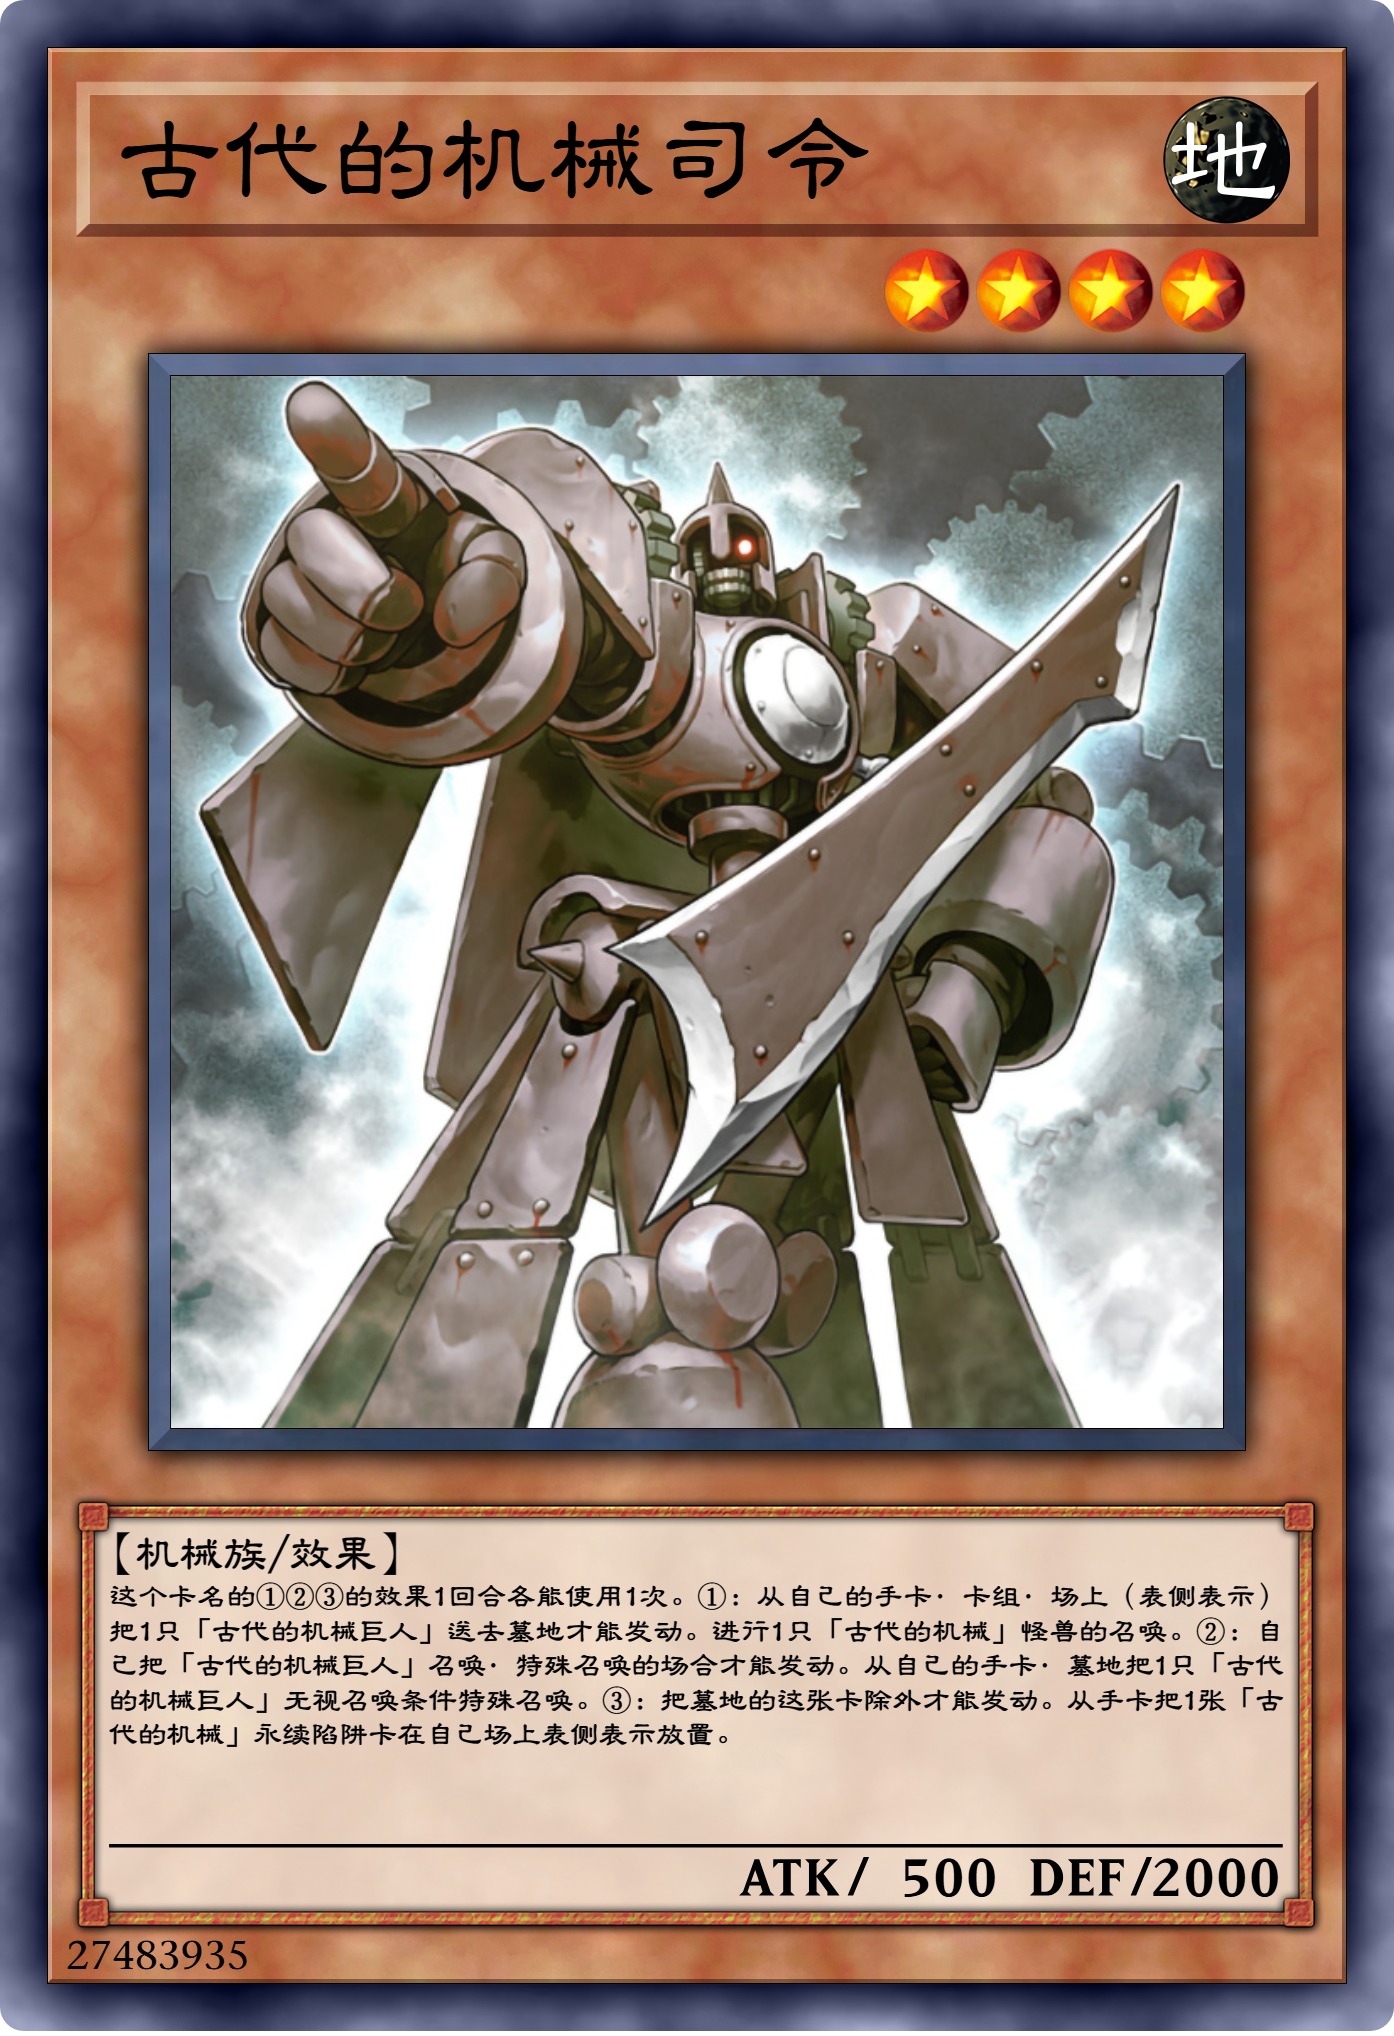 古代的机械司令
地
【机械族/效果】
这个卡名的①②③的效果1回合各能使用1次。①：从自己的手卡·卡组·场上（表侧表示）
把1只「古代的机械巨人」送去墓地才能发动。进行1只「古代的机械」怪兽的召唤。②：自
己把「古代的机械巨人」召唤·特殊召唤的场合才能发动。从自己的手卡·墓地把1只「古代
的机械巨人」无视召唤条件特殊召唤。③：把墓地的这张卡除外才能发动。从手卡把1张「古
代的机械」永续陷阱卡在自己场上表侧表示放置。
ATK/ 500 DEF/2000
27483935